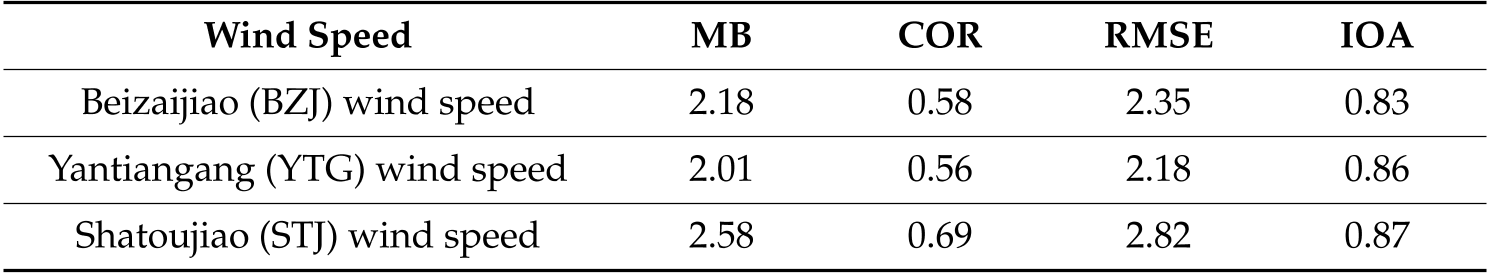 Wind Speed MB COR RMSE IOA
Beizaijiao (BZJ) wind speed 2.18 0.58 2.35 0.83
Yantiangang (YTG) wind speed 2.01 0.56 2.18 0.86
Shatoujiao (STJ) wind speed 2.58 0.69 2.82 0.87